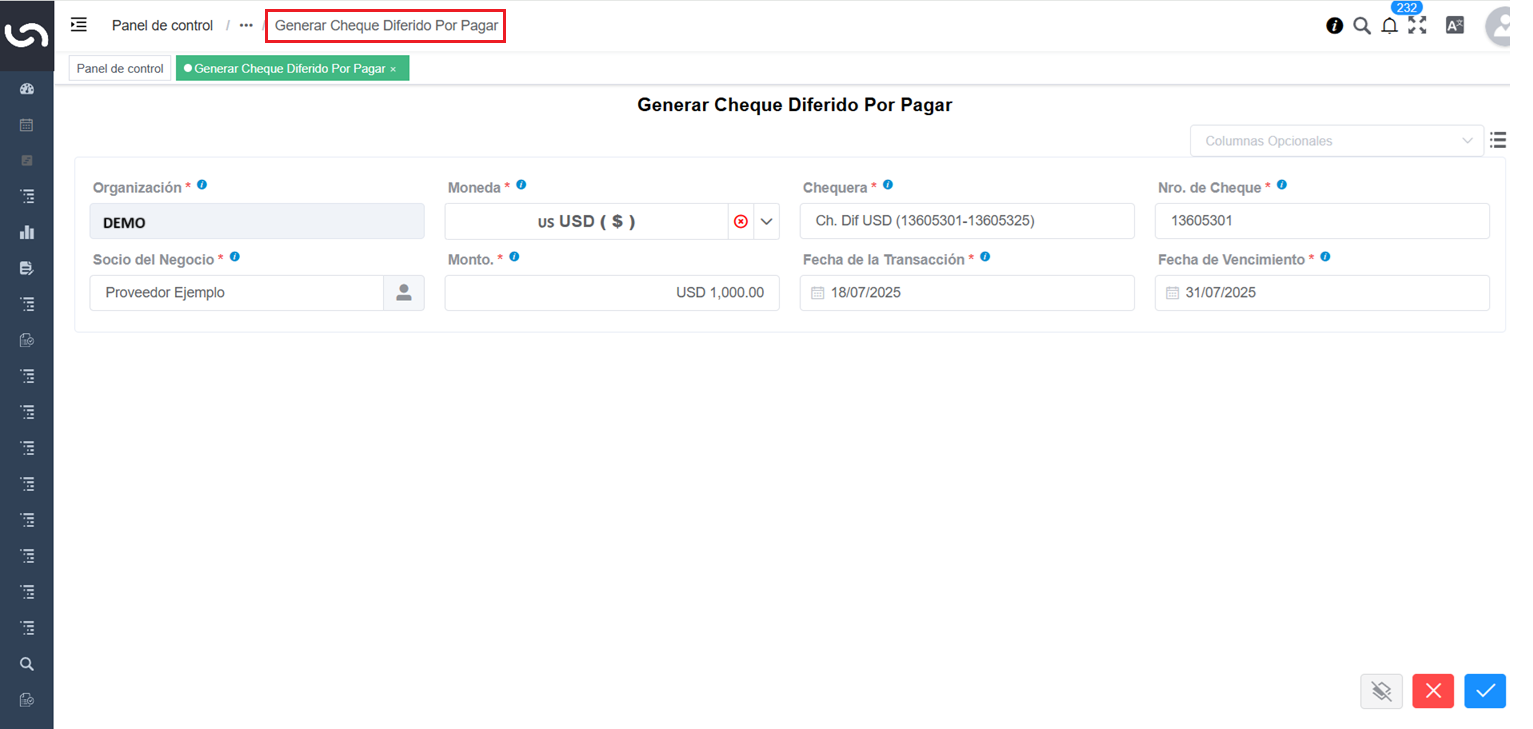 232
Panel de control / ••• / Generar Cheque Diferido Por Pagar
Panel de control
Generar Cheque Diferido Por Pagar ×
Generar Cheque Diferido Por Pagar
Columnas Opcionales
Organización * Moneda * Chequera * Nro. de Cheque *
DEMO US USD ( $ ) Ch. Dif USD (13605301-13605325) 13605301
Socio del Negocio * Monto. * Fecha de la Transacción * Fecha de Vencimiento *
Proveedor Ejemplo USD 1,000.00 18/07/2025 31/07/2025